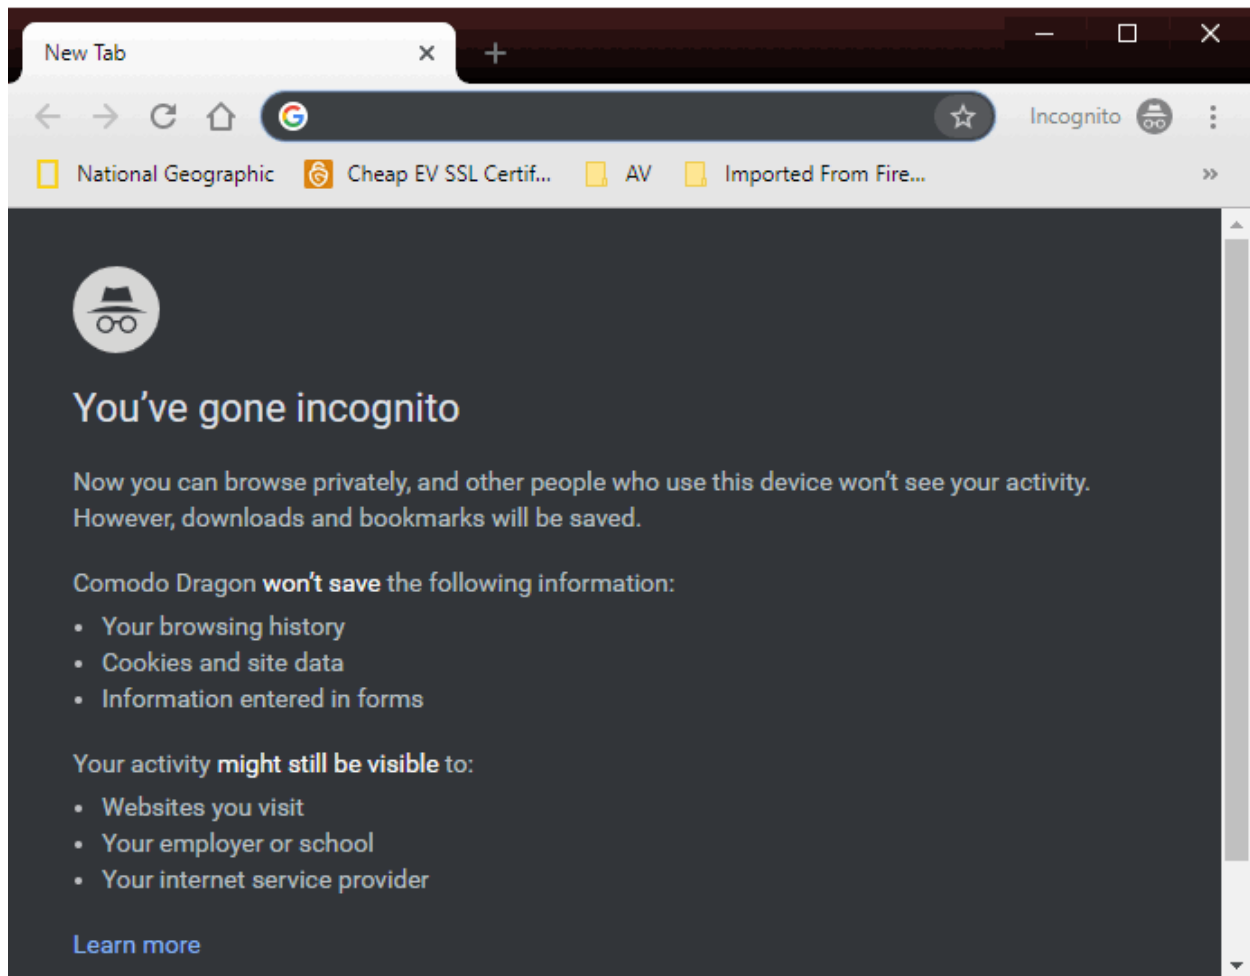 New Tab
Incognito
National Geographic Cheap EV SSL Certif... AV Imported From Fire...
You've gone incognito
Now you can browse privately, and other people who use this device won't see your activity.
However, downloads and bookmarks will be saved.
Comodo Dragon won't save the following information:
• Your browsing history
• Cookies and site data
• Information entered in forms
Your activity might still be visible to:
• Websites you visit
• Your employer or school
• Your internet service provider
Learn more